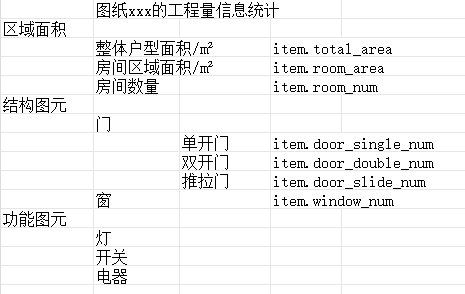 图纸xxx的工程量信息统计
区域面积
整体户型面积/㎡ item.total_area
房间区域面积/㎡ item.room_area
房间数量 item.room_num
结构图元
门
单开门 item.door_single_num
双开门 item.door_double_num
推拉门 item.door_slide_num
窗 item.window_num
功能图元
灯
开关
电器